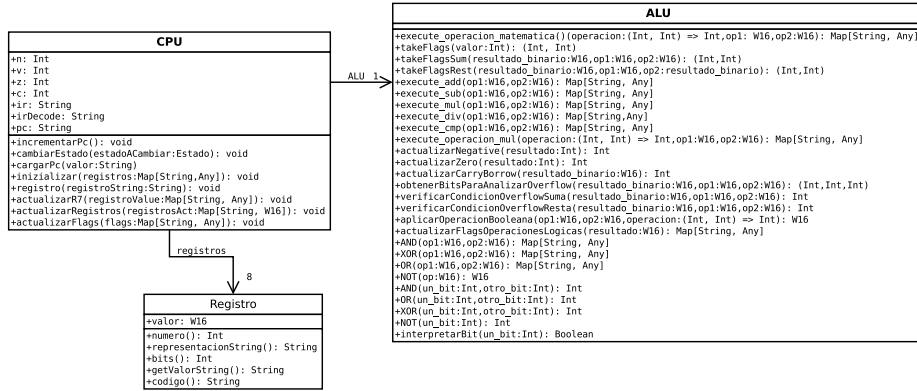 CPU
+n: Int
+v: Int
+z: Int
+c: Int
+ir: String
+irDecode: String
+pc: String
+incrementarPc(): void
+cambiarEstado(estadoACambiar:Estado): void
+cargarPc(valor:String)
+inizializar(registros:Map[String,Any]): void
+registro(registroString:String): void
+actualizarR7(registroValue:Map[String, Any]): void
+actualizarRegistros(registrosAct:Map[String, W16]): void
+actualizarFlags(flags:Map[String, Any]): void
ALU 1
ALU
+execute_operacion_matematica()(operacion:(Int, Int) => Int,op1: W16,op2:W16): Map[String, Any]
+takeFlags(valor:Int): (Int, Int)
+takeFlagsSum(resultado_binario:W16,op1:W16,op2:W16): (Int,Int)
+takeFlagsRest(resultado_binario:W16,op1:W16,op2:resultado_binario): (Int,Int)
+execute_add(op1:W16,op2:W16): Map[String, Any]
+execute_sub(op1:W16,op2:W16): Map[String, Any]
+execute_mul(op1:W16,op2:W16): Map[String, Any]
+execute_div(op1:W16,op2:W16): Map[String,Any]
+execute_cmp(op1:W16,op2:W16): Map[String, Any]
+execute_operacion_mul(operacion:(Int, Int) => Int,op1:W16,op2:W16): Map[String, Any]
+actualizarNegative(resultado:Int): Int
+actualizarZero(resultado:Int): Int
+actualizarCarryBorrow(resultado_binario:W16): Int
+obtenerBitsParaAnalizarOverflow(resultado_binario:W16,op1:W16,op2:W16): (Int,Int,Int)
+verificarCondicionOverflowSuma(resultado_binario:W16,op1:W16,op2:W16): Int
+verificarCondicionOverflowResta(resultado_binario:W16,op1:W16,op2:W16): Int
+aplicarOperacionBooleana(op1:W16,op2:W16,operacion:(Int, Int) => Int): W16
+actualizarFlagsOperacionesLogicas(resultado:W16): Map[String, Any]
+AND(op1:W16,op2:W16): Map[String, Any]
+XOR(op1:W16,op2:W16): Map[String, Any]
+OR(op1:W16,op2:W16): Map[String, Any]
+NOT(op:W16): W16
+AND(un_bit:Int,otro_bit:Int): Int
+OR(un_bit:Int,otro_bit:Int): Int
+XOR(un_bit:Int,otro_bit:Int): Int
+NOT(un_bit:Int): Int
+interpretarBit(un_bit:Int): Boolean
registros
8
Registro
+valor: W16
+numero(): Int
+representacionString(): String
+bits(): Int
+getValorString(): String
+codigo(): String